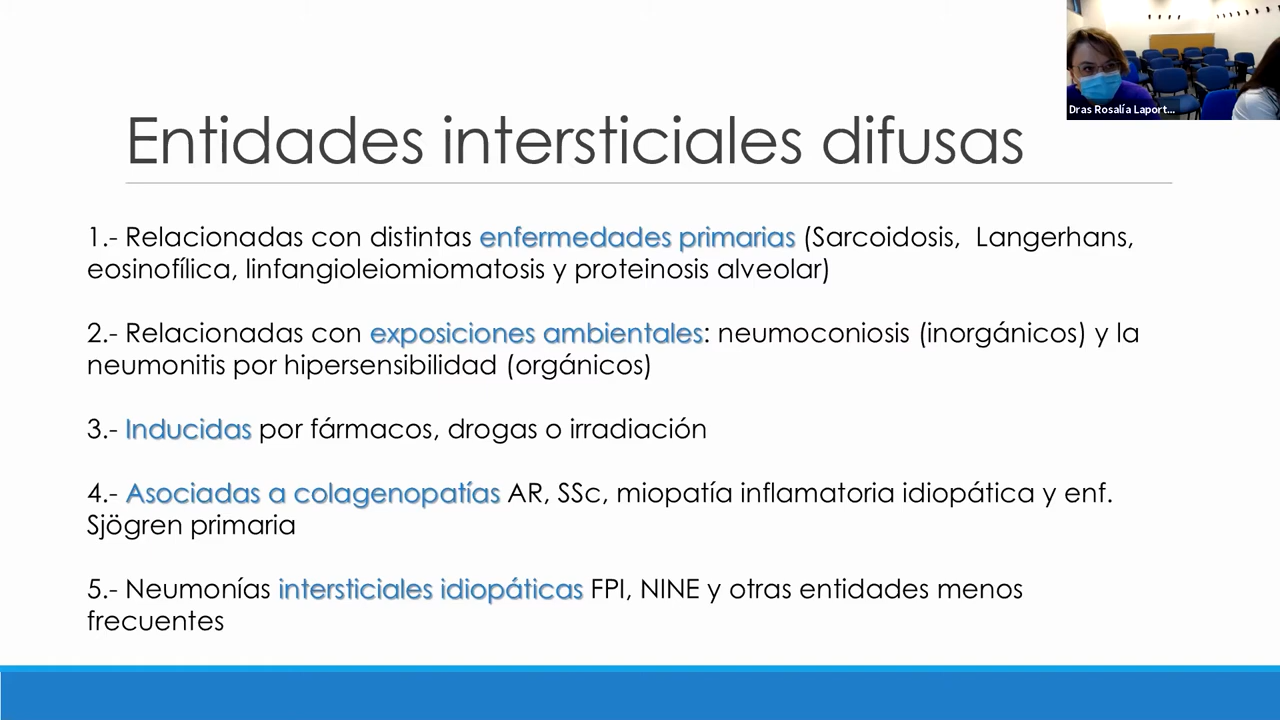 Dras Rosalía Laport...
Entidades intersticiales difusas
1.- Relacionadas con distintas enfermedades primarias (Sarcoidosis, Langerhans,
eosinofílica, linfangioleiomiomatosis y proteinosis alveolar)
2.- Relacionadas con exposiciones ambientales: neumoconiosis (inorgánicos) y la
neumonitis por hipersensibilidad (orgánicos)
3.- Inducidas por fármacos, drogas o irradiación
4.- Asociadas a colagenopatías AR, SSc, miopatía inflamatoria idiopática y enf.
Sjögren primaria
5.- Neumonías intersticiales idiopáticas FPI, NINE y otras entidades menos
frecuentes